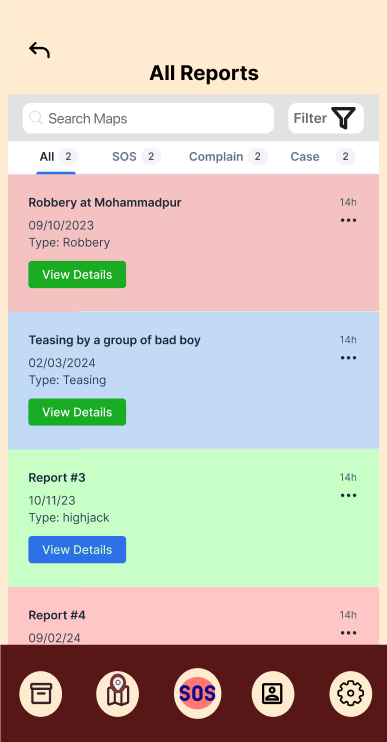 All Reports
Search Maps
Filter
All 2 SOS 2 Complain 2 Case 2
Robbery at Mohammadpur 14h
09/10/2023
Type: Robbery
View Details
Teasing by a group of bad boy 14h
02/03/2024
Type: Teasing
View Details
Report #3 14h
10/11/23
Type: highjack
View Details
Report #4 14h
09/02/24
SOS